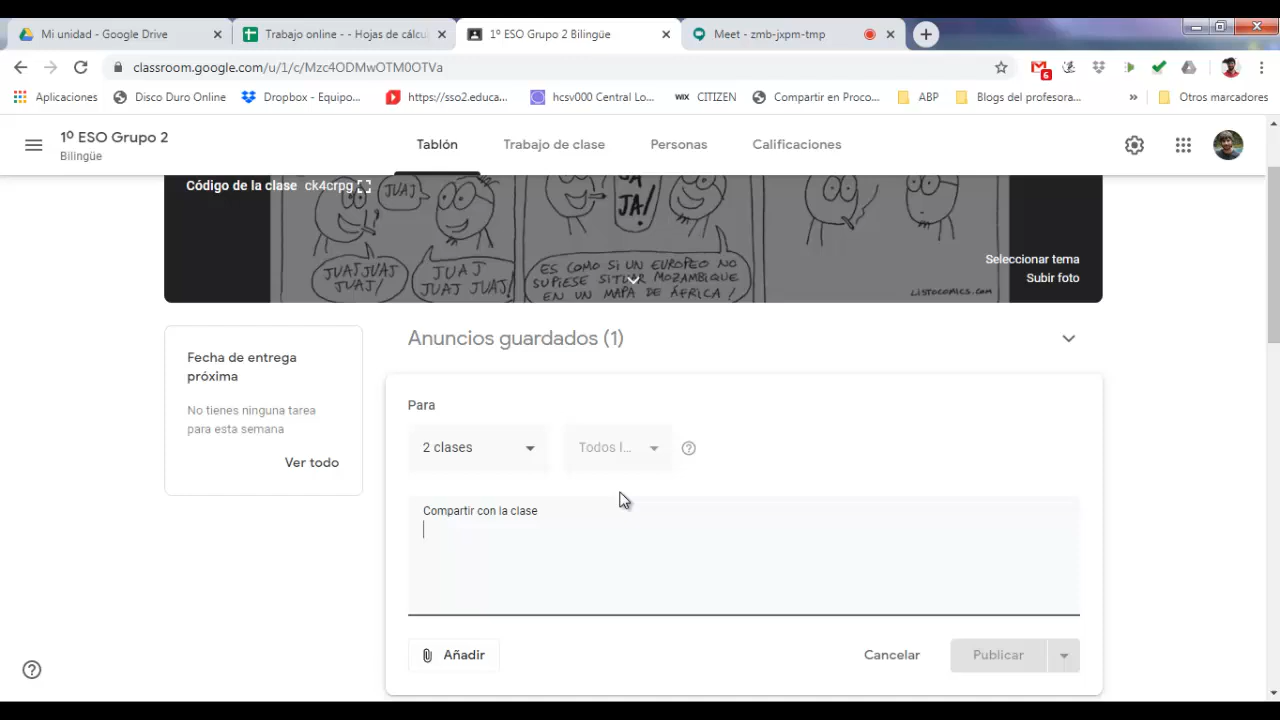 Mi unidad - Google Drive
Trabajo online - - Hojas de cálcu
1º ESO Grupo 2 Bilingüe
Meet - zmb-jxpm-tmp
classroom.google.com/u/1/c/Mzc4ODMwOTM0OTVa
6
Aplicaciones
Disco Duro Online
Dropbox - Equipo...
https://sso2.educa...
hcsv000 Central Lo...
WIX CITIZEN
Compartir en Proco...
ABP
Blogs del profesora...
»
Otros marcadores
1º ESO Grupo 2
Bilingüe
Tablón
Trabajo de clase
Personas
Calificaciones
Código de la clase ck4crpg
JUAJ
JA!
JUAJJUAJ
JUAJ!
JUAJ
JUAJ JUAJ!
ES COMO SI UN EUROPEO NO
SUPIESE SITUAR MOZAMBIQUE
EN UN MAPA DE ÁFRICA!
LISTOCOMICS.COM
Seleccionar tema
Subir foto
Fecha de entrega
próxima
No tienes ninguna tarea
para esta semana
Ver todo
Anuncios guardados (1)
Para
2 clases
Todos l...
Compartir con la clase
Añadir
Cancelar
Publicar